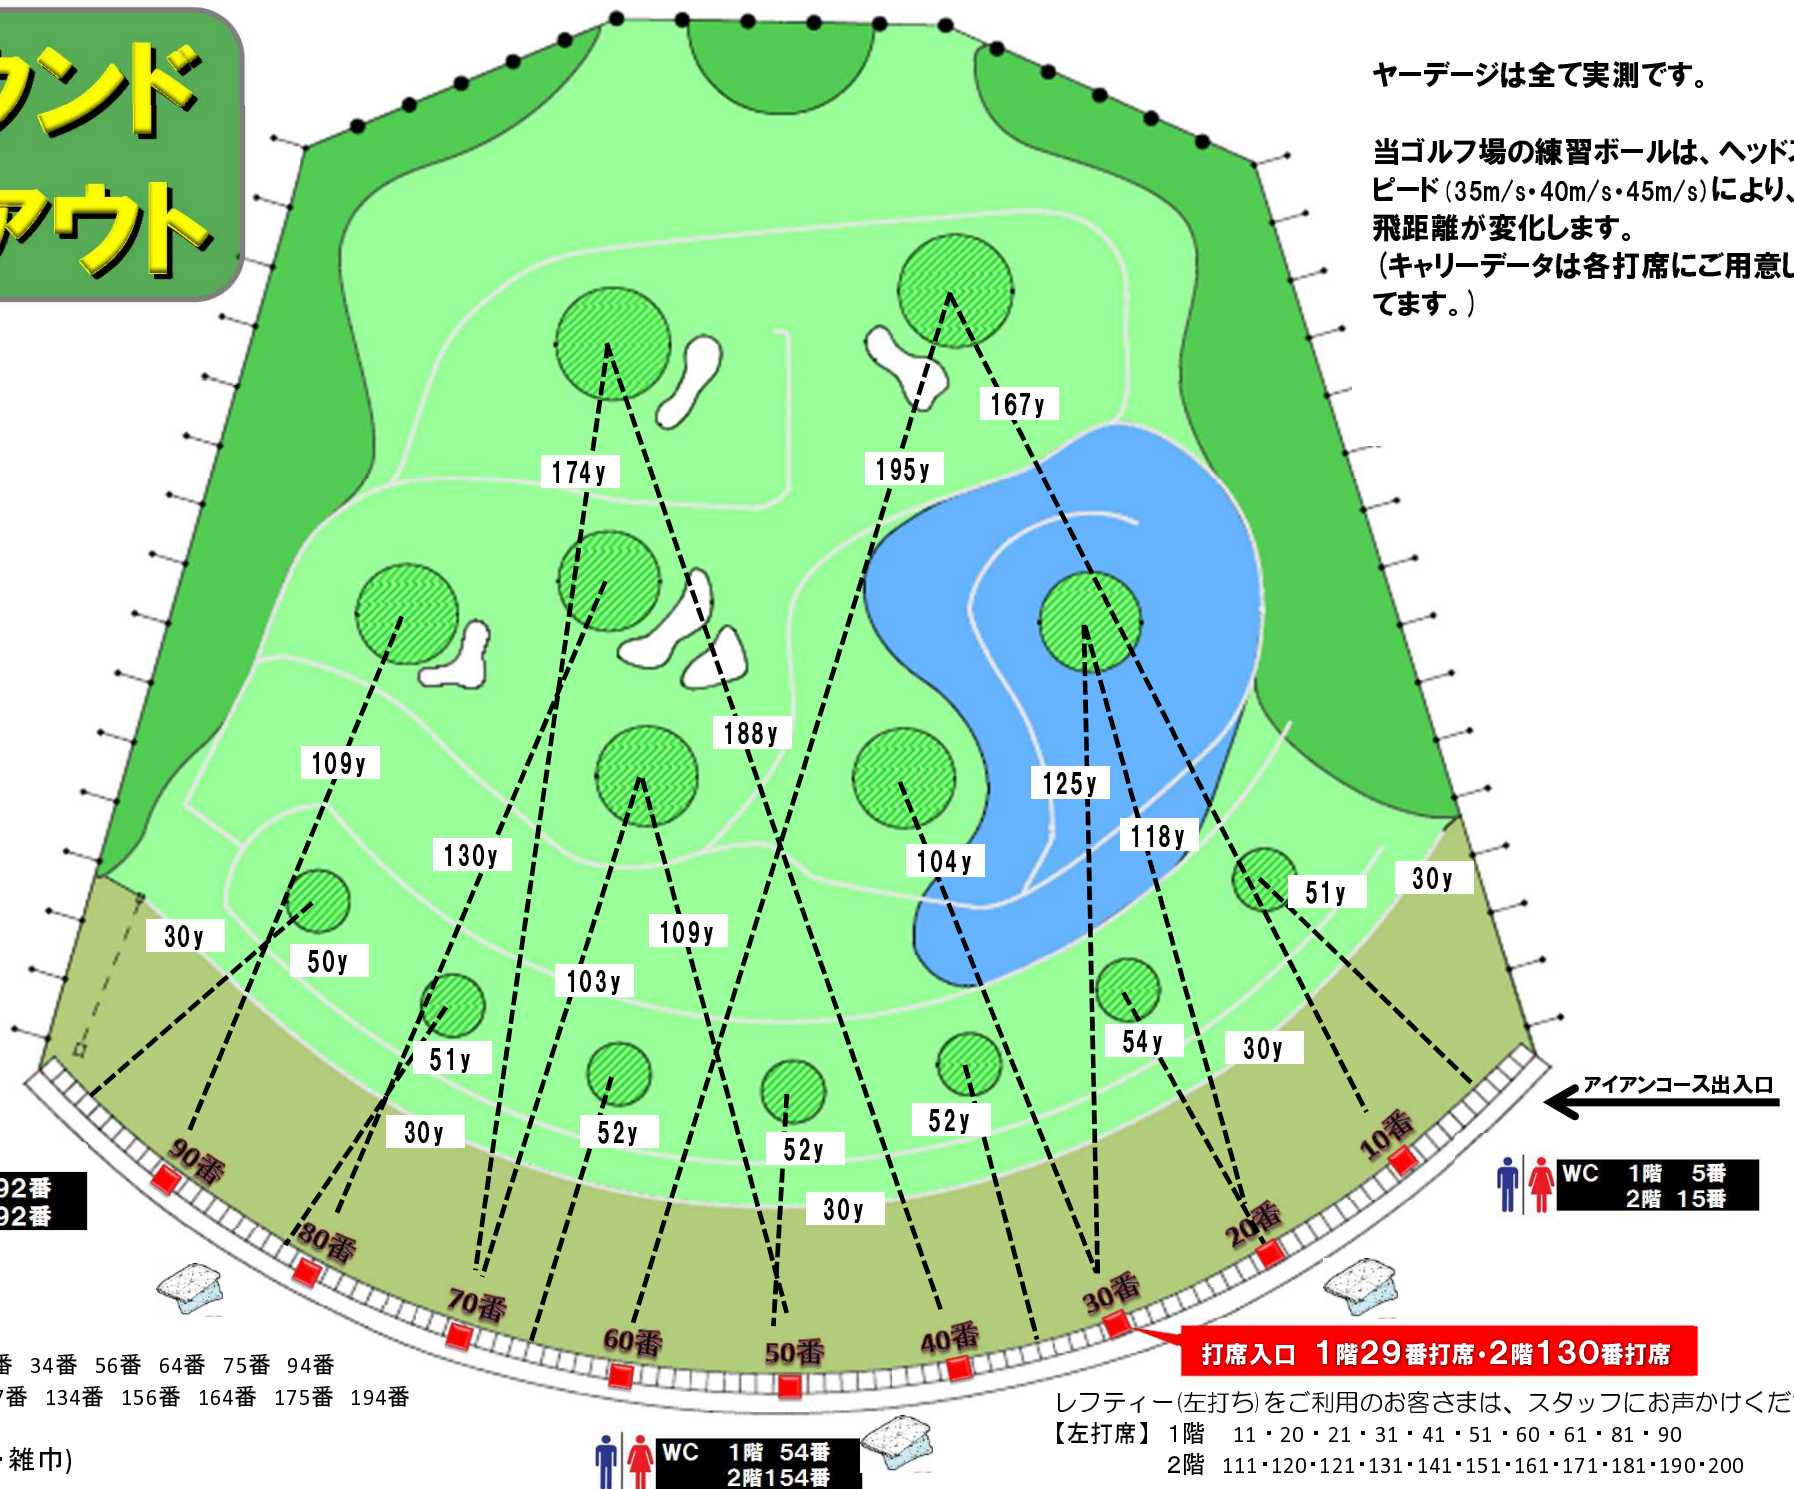 ウンド
アウト
ヤーデージは全て実測です。
当ゴルフ場の練習ボールは、ヘッドス
ピード(35m/s・40m/s・45m/s)により、
飛距離が変化します。
(キャリーデータは各打席にご用意し
てます。)
167y
174y
195y
188y
109y
125y
118y
130y
104y
51y
30y
30y
50y
109y
103y
54y
30y
51y
52y
30y
52y
52y
30y
アイアンコース出入口
90番
80番
70番
60番
50番
40番
30番
20番
10番
92番
92番
WC 1階 5番
2階 15番
打席入口 1階29番打席・2階130番打席
番 34番 56番 64番 75番 94番
7番 134番 156番 164番 175番 194番
・雑巾)
WC 1階 54番
2階154番
レフティー(左打ち)をご利用のお客さまは、スタッフにお声かけくだ
【左打席】 1階 11・20・21・31・41・51・60・61・81・90
2階 111・120・121・131・141・151・161・171・181・190・200